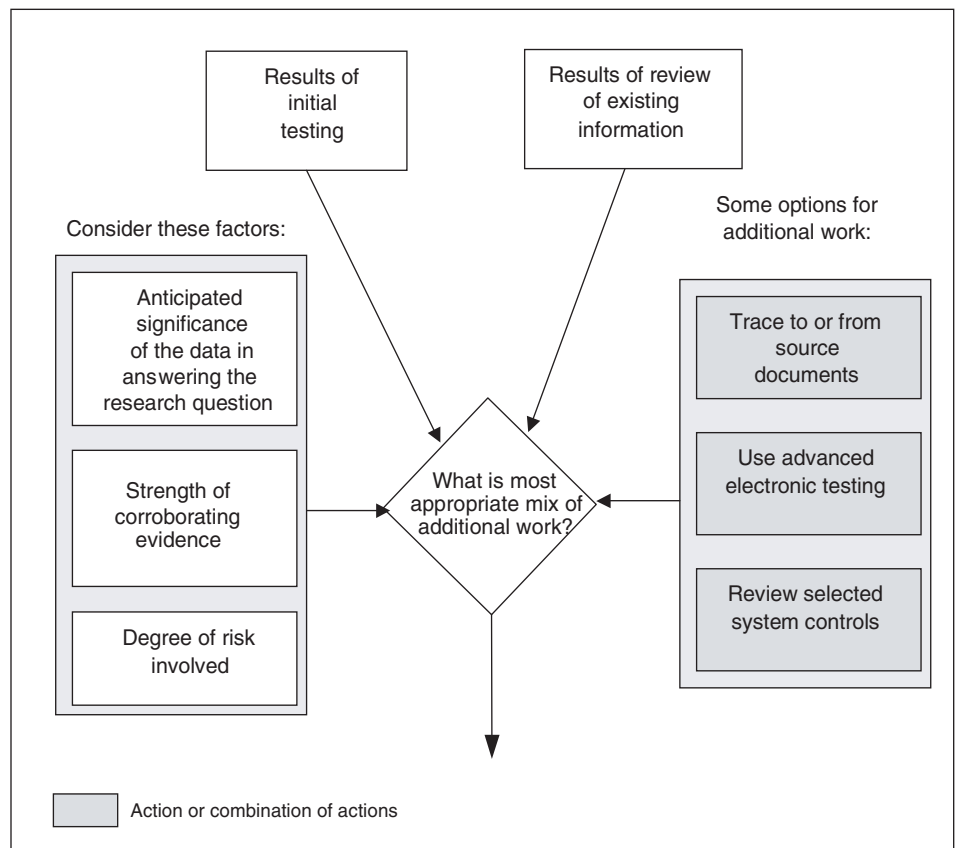 Results of
initial
testing
Results of review
of existing
information
Consider these factors:
Some options for
additional work:
Anticipated
significance
of the data in
answering the
research question
Strength of
corroborating
evidence
Degree of risk
involved
What is most
appropriate mix of
additional work?
Trace to or from
source
documents
Use advanced
electronic testing
Review selected
system controls
Action or combination of actions